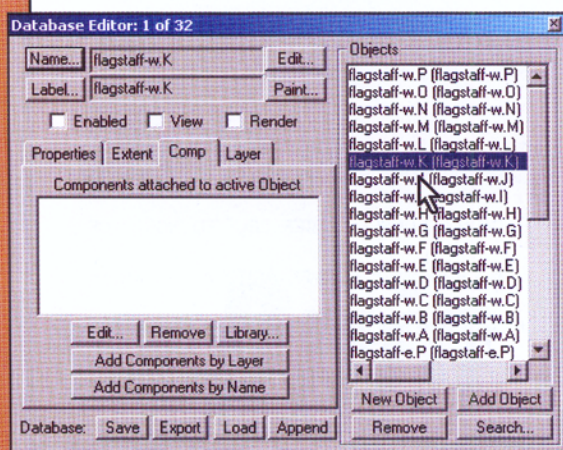 Database Editor: 1 of 32
Name... flagstaff-w.K Edit...
Label... flagstaff-w.K Paint...
Enabled View Render
Properties Extent Comp Layer
Components attached to active Object
Edit... Remove Library...
Add Components by Layer
Add Components by Name
Database: Save Export Load Append
Objects
flagstaff-w.P (flagstaff-w.P)
flagstaff-w.O (flagstaff-w.O)
flagstaff-w.N (flagstaff-w.N)
flagstaff-w.M (flagstaff-w.M)
flagstaff-w.L (flagstaff-w.L)
flagstaff-w.K (flagstaff-w.K)
(flagstaff-w.J)
flagstaff-w.H (flagstaff-w.H)
flagstaff-w.G (flagstaff-w.G)
flagstaff-w.F (flagstaff-w.F)
flagstaff-w.E (flagstaff-w.E)
flagstaff-w.D (flagstaff-w.D)
flagstaff-w.C (flagstaff-w.C)
flagstaff-w.B (flagstaff-w.B)
flagstaff-w.A (flagstaff-w.A)
flagstaff-e.P (flagstaff-e.P)
New Object Add Object
Remove Search...